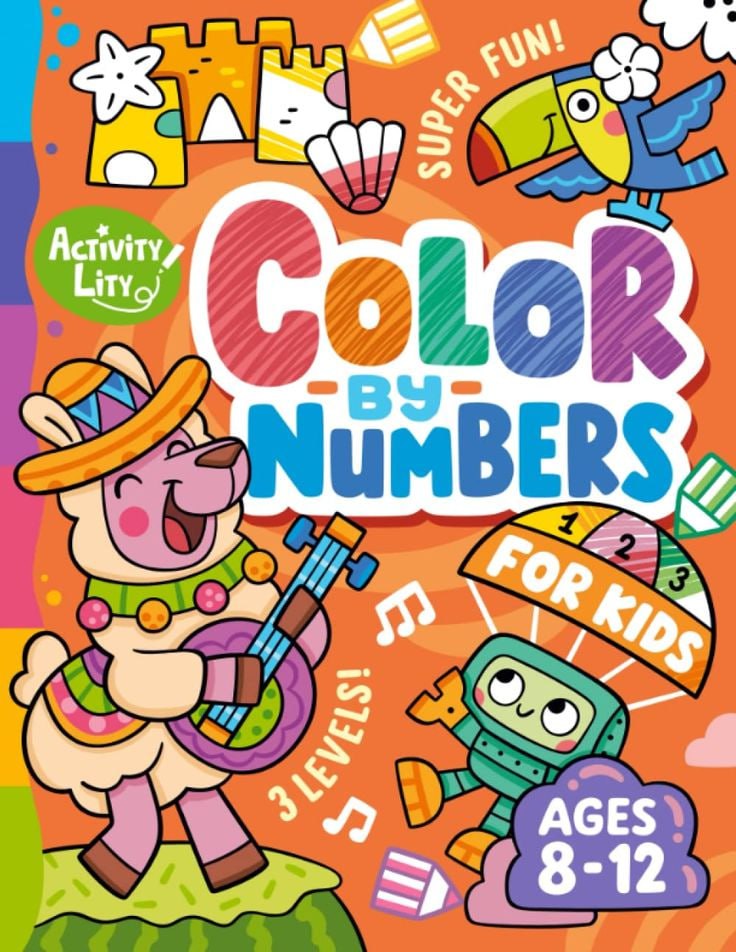 SUPER FUN!
ACTIVITY
LITY
COLOR
-BY-
NUMBERS
1 2 3
FOR KIDS
3 LEVELS!
AGES
8-12